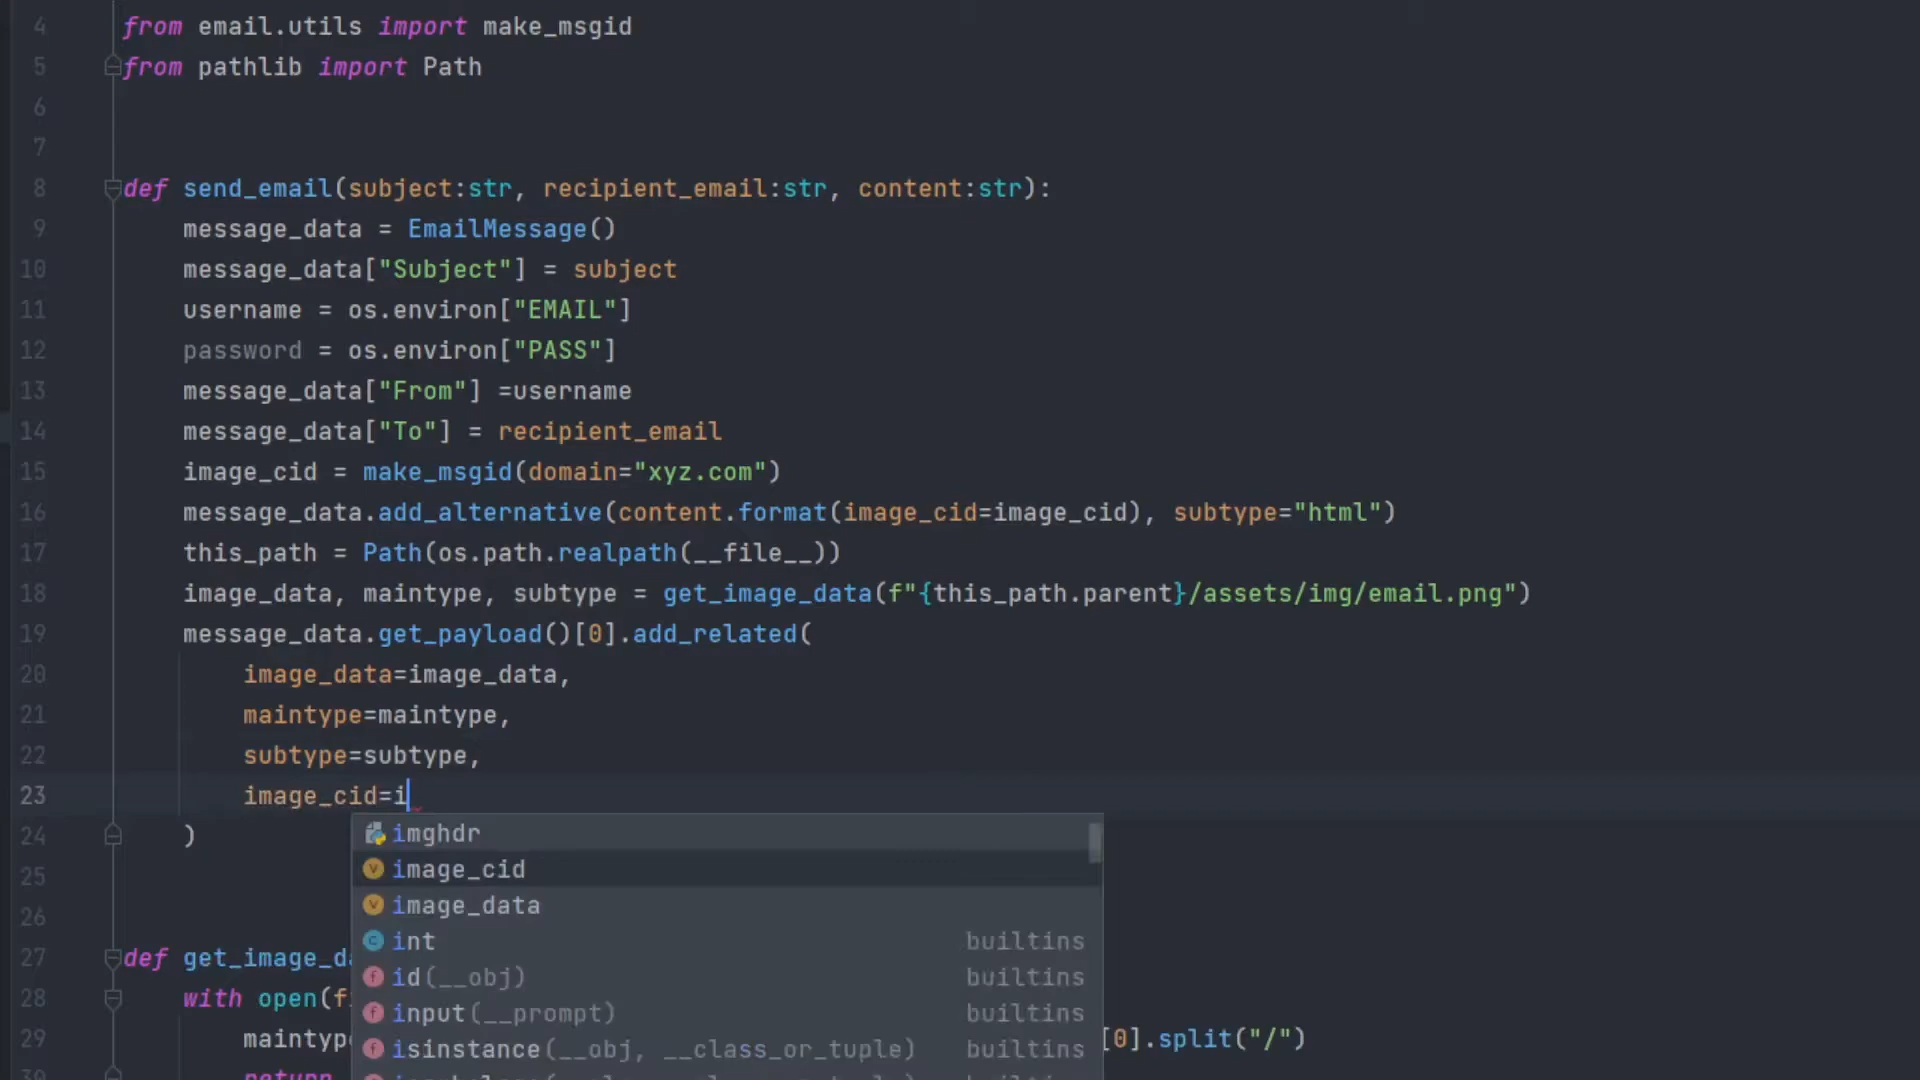 4 from email.utils import make_msgid
5 from pathlib import Path
6
7
8 def send_email(subject:str, recipient_email:str, content:str):
9 message_data = EmailMessage()
10 message_data["Subject"] = subject
11 username = os.environ["EMAIL"]
12 password = os.environ["PASS"]
13 message_data["From"] =username
14 message_data["To"] = recipient_email
15 image_cid = make_msgid(domain="xyz.com")
16 message_data.add_alternative(content.format(image_cid=image_cid), subtype="html")
17 this_path = Path(os.path.realpath(__file__))
18 image_data, maintype, subtype = get_image_data(f"{this_path.parent}/assets/img/email.png")
19 message_data.get_payload()[0].add_related(
20 image_data=image_data,
21 maintype=maintype,
22 subtype=subtype,
23 image_cid=i
24 )
imghdr
image_cid
25
image_data
26
int builtins
27 def get_image_da
id(__obj) builtins
28 with open(fi
input(__prompt) builtins
29 maintype [0].split("/")
isinstance(__obj, __class_or_tuple) builtins
30 return